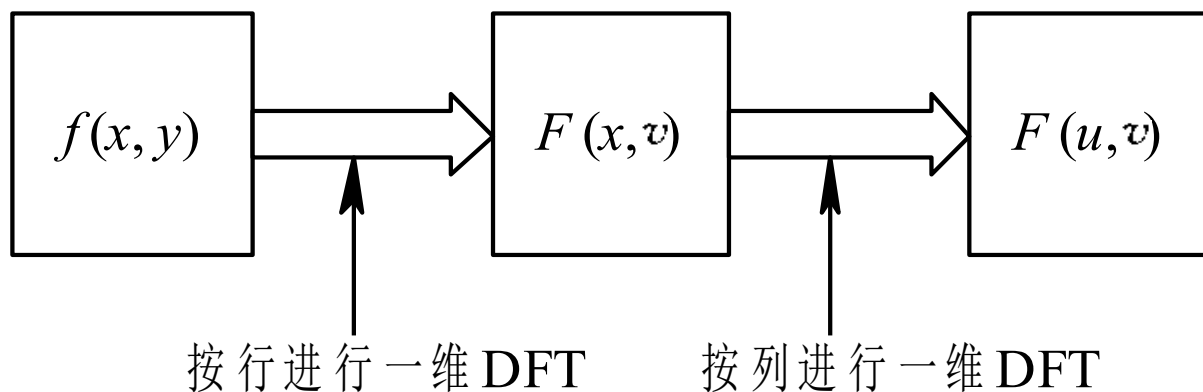 f(x, y)
F(x, v)
F(u, v)
按行进行一维DFT
按列进行一维DFT